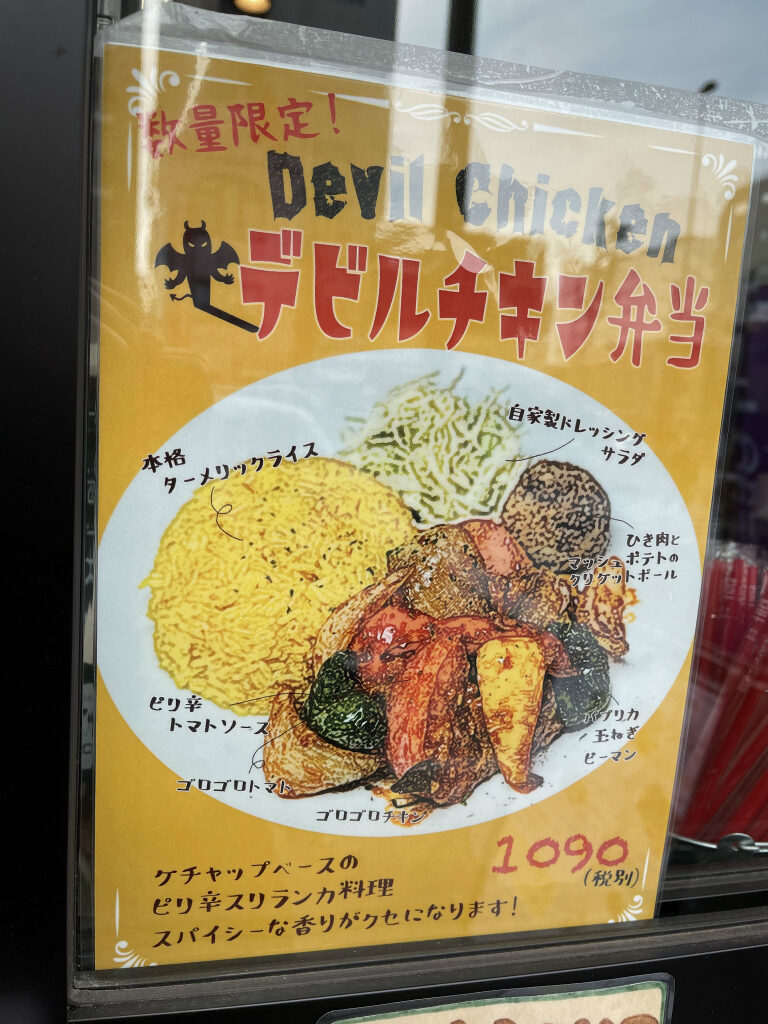 数量限定！
Devil Chicken
デビルチキン弁当
自家製ドレッシング
サラダ
本格
ターメリックライス
ひき肉と
マッシュポテトの
クリケットボール
ピリ辛
トマトソース
パプリカ
玉ねぎ
ピーマン
ゴロゴロトマト
ゴロゴロチキン
1090
(税別)
ケチャップベースの
ピリ辛スリランカ料理
スパイシーな香りがクセになります！